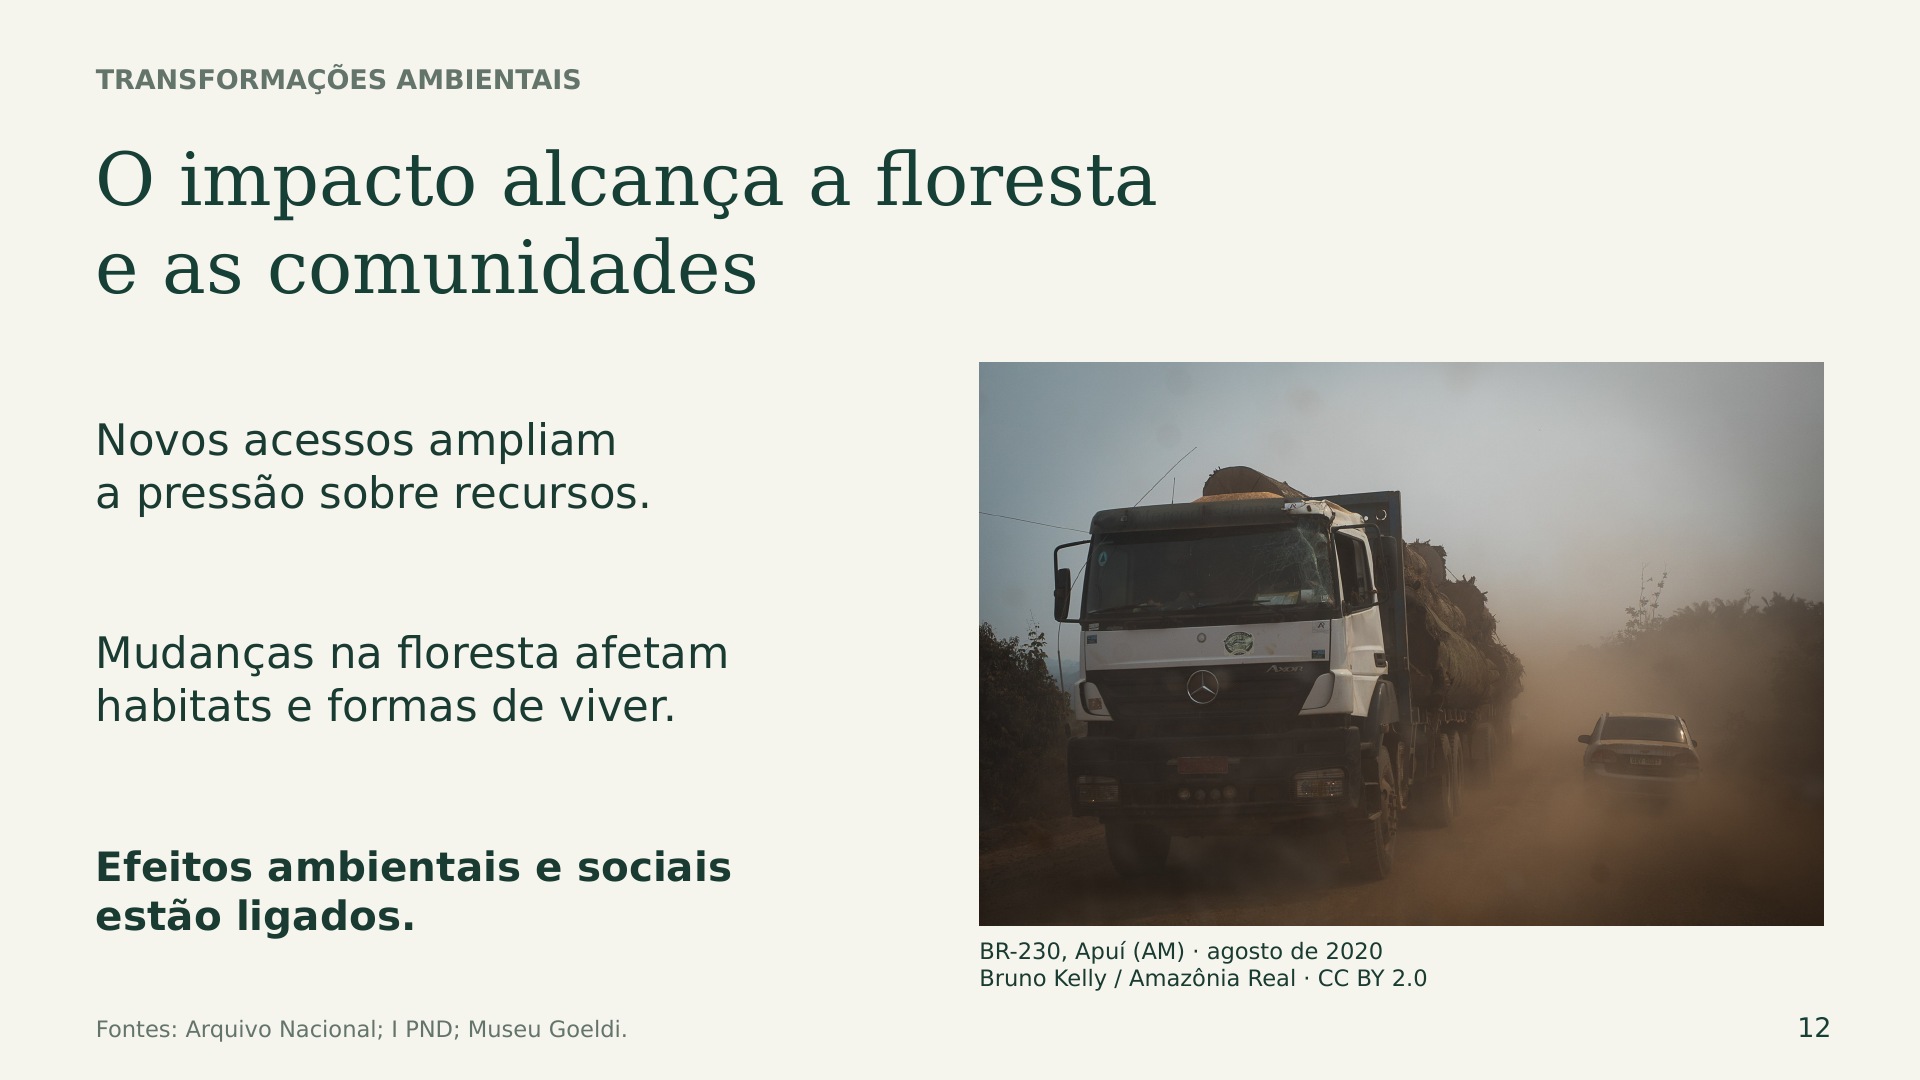 TRANSFORMAÇÕES AMBIENTAIS
O impacto alcança a floresta
e as comunidades
Novos acessos ampliam
a pressão sobre recursos.
Mudanças na floresta afetam
habitats e formas de viver.
Efeitos ambientais e sociais
estão ligados.
Axor
BR-230, Apuí (AM) · agosto de 2020
Bruno Kelly / Amazônia Real · CC BY 2.0
Fontes: Arquivo Nacional; I PND; Museu Goeldi.
12